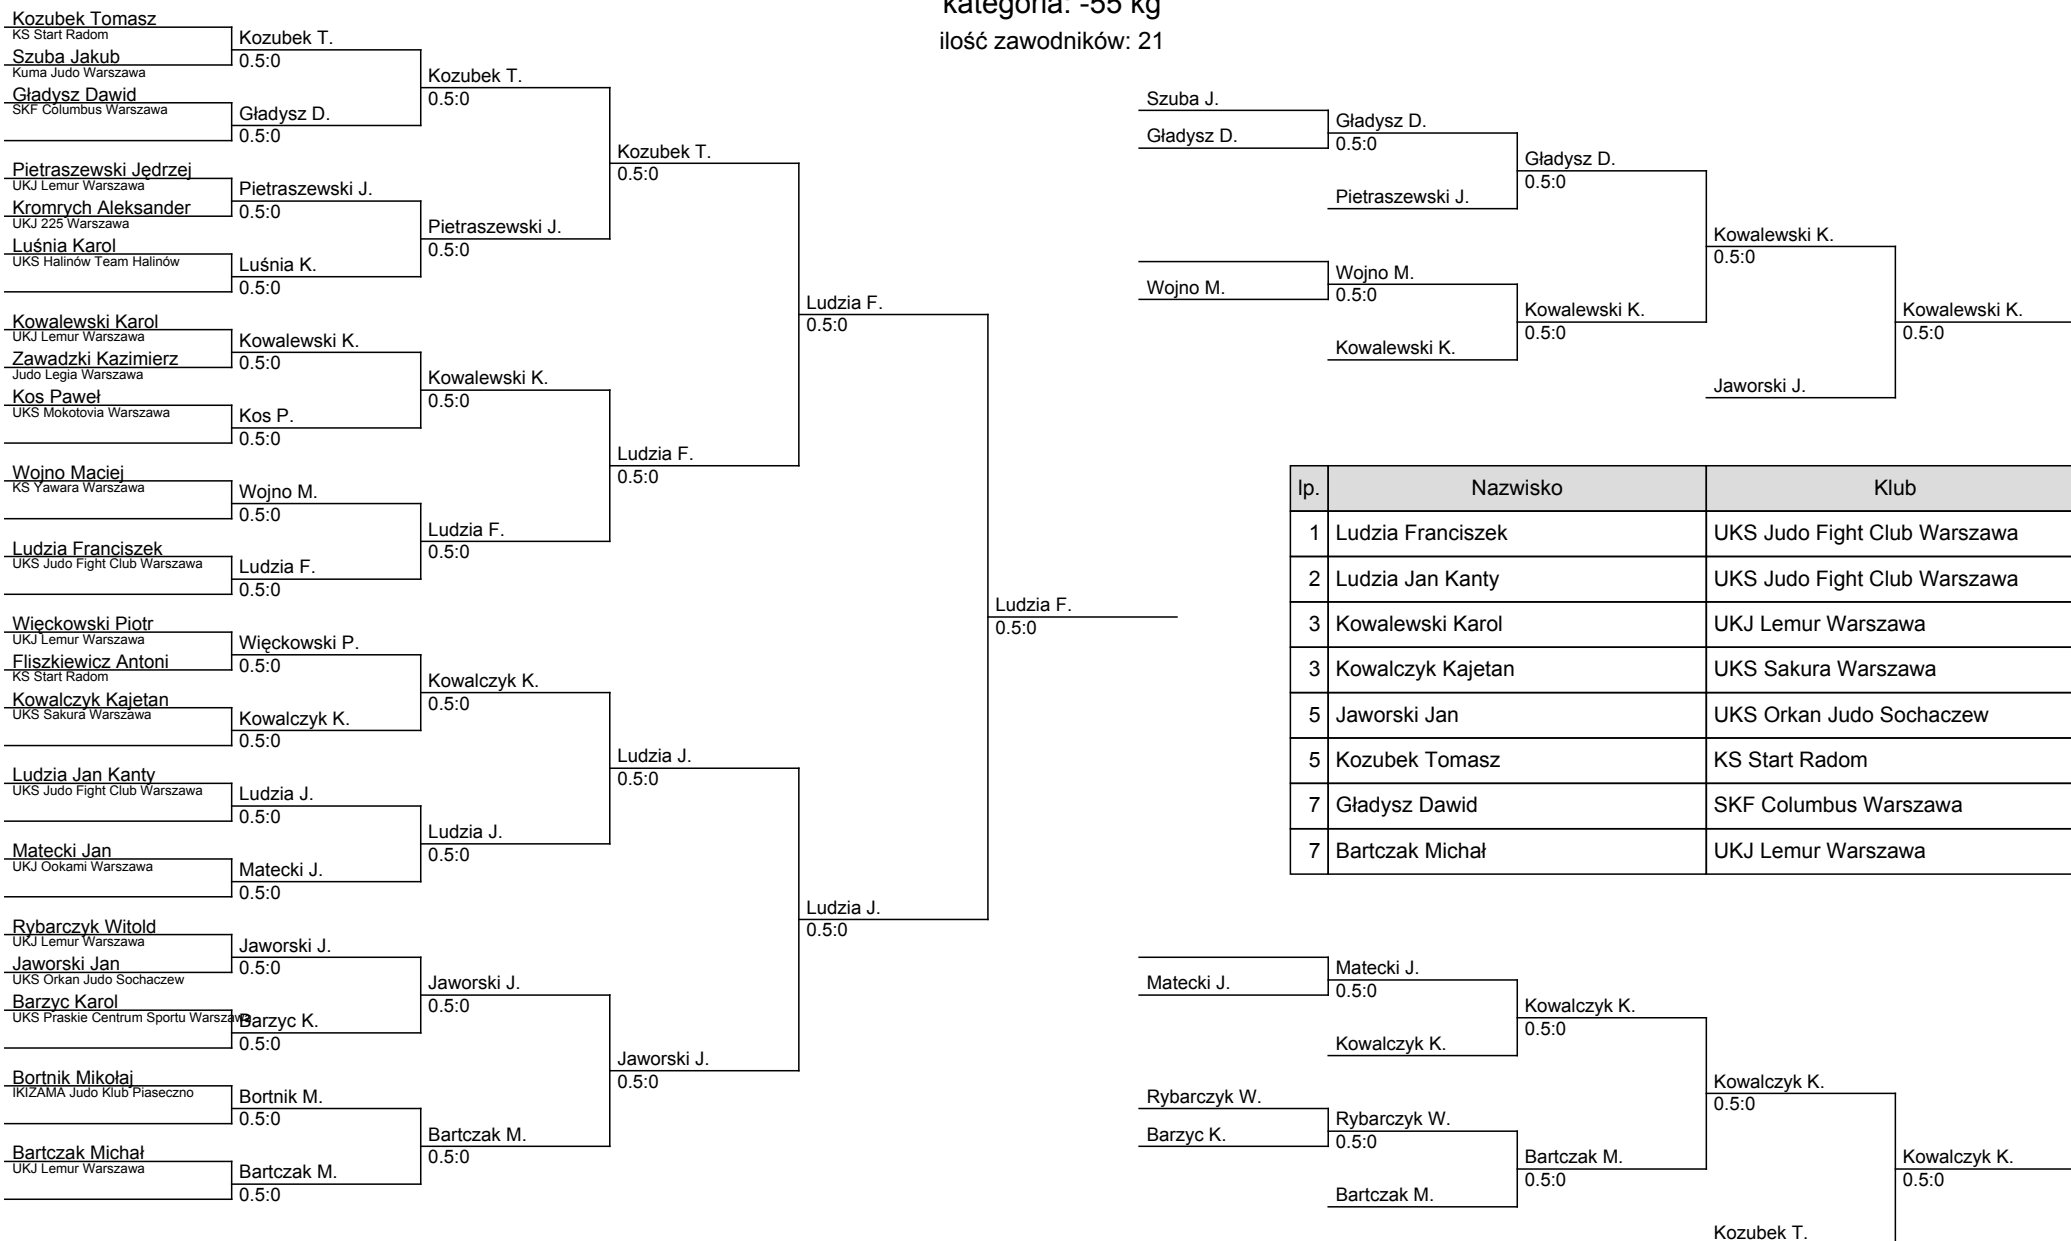 kategoria: -55 kg
ilość zawodników: 21
Kozubek Tomasz
KS Start Radom
Szuba Jakub
Kuma Judo Warszawa
Gładysz Dawid
SKF Columbus Warszawa
Pietraszewski Jędrzej
UKJ Lemur Warszawa
Kromrych Aleksander
UKJ 225 Warszawa
Luśnia Karol
UKS Halinów Team Halinów
Kowalewski Karol
UKJ Lemur Warszawa
Zawadzki Kazimierz
Judo Legia Warszawa
Kos Paweł
UKS Mokotovia Warszawa
Wojno Maciej
KS Yawara Warszawa
Ludzia Franciszek
UKS Judo Fight Club Warszawa
Więckowski Piotr
UKJ Lemur Warszawa
Fliszkiewicz Antoni
KS Start Radom
Kowalczyk Kajetan
UKS Sakura Warszawa
Ludzia Jan Kanty
UKS Judo Fight Club Warszawa
Matecki Jan
UKJ Ookami Warszawa
Rybarczyk Witold
UKJ Lemur Warszawa
Jaworski Jan
UKS Orkan Judo Sochaczew
Barzyc Karol
UKS Praskie Centrum Sportu Warszawa
Bortnik Mikołaj
IKIZAMA Judo Klub Piaseczno
Bartczak Michał
UKJ Lemur Warszawa
Kozubek T.
0.5:0
Gładysz D.
0.5:0
Pietraszewski J.
0.5:0
Luśnia K.
0.5:0
Kowalewski K.
0.5:0
Kos P.
0.5:0
Wojno M.
0.5:0
Ludzia F.
0.5:0
Więckowski P.
0.5:0
Kowalczyk K.
0.5:0
Ludzia J.
0.5:0
Matecki J.
0.5:0
Jaworski J.
0.5:0
Barzyc K.
0.5:0
Bortnik M.
0.5:0
Bartczak M.
0.5:0
Kozubek T.
0.5:0
Pietraszewski J.
0.5:0
Kowalewski K.
0.5:0
Ludzia F.
0.5:0
Kowalczyk K.
0.5:0
Ludzia J.
0.5:0
Jaworski J.
0.5:0
Bartczak M.
0.5:0
Kozubek T.
0.5:0
Ludzia F.
0.5:0
Ludzia J.
0.5:0
Jaworski J.
0.5:0
Ludzia F.
0.5:0
Ludzia J.
0.5:0
Ludzia F.
0.5:0
Szuba J.
Gładysz D.
Wojno M.
Gładysz D.
0.5:0
Pietraszewski J.
Wojno M.
0.5:0
Kowalewski K.
Gładysz D.
0.5:0
Kowalewski K.
0.5:0
Kowalewski K.
0.5:0
Jaworski J.
Kowalewski K.
0.5:0
lp. Nazwisko Klub
1 Ludzia Franciszek UKS Judo Fight Club Warszawa
2 Ludzia Jan Kanty UKS Judo Fight Club Warszawa
3 Kowalewski Karol UKJ Lemur Warszawa
3 Kowalczyk Kajetan UKS Sakura Warszawa
5 Jaworski Jan UKS Orkan Judo Sochaczew
5 Kozubek Tomasz KS Start Radom
7 Gładysz Dawid SKF Columbus Warszawa
7 Bartczak Michał UKJ Lemur Warszawa
Matecki J.
Rybarczyk W.
Barzyc K.
Matecki J.
0.5:0
Kowalczyk K.
Rybarczyk W.
0.5:0
Bartczak M.
Kowalczyk K.
0.5:0
Bartczak M.
0.5:0
Kowalczyk K.
0.5:0
Kozubek T.
Kowalczyk K.
0.5:0